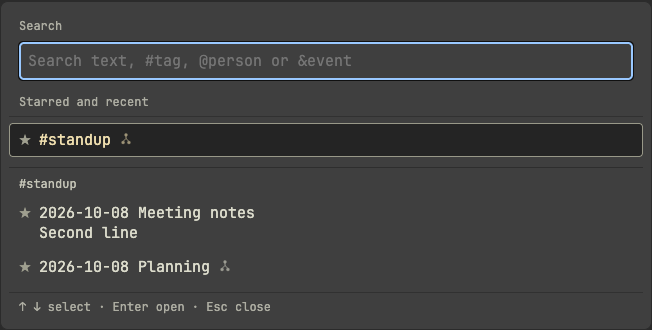 Search
Search text, #tag, @person or &event
Starred and recent
★ #standup
#standup
★ 2026-10-08 Meeting notes
Second line
★ 2026-10-08 Planning
↑ ↓ select · Enter open · Esc close